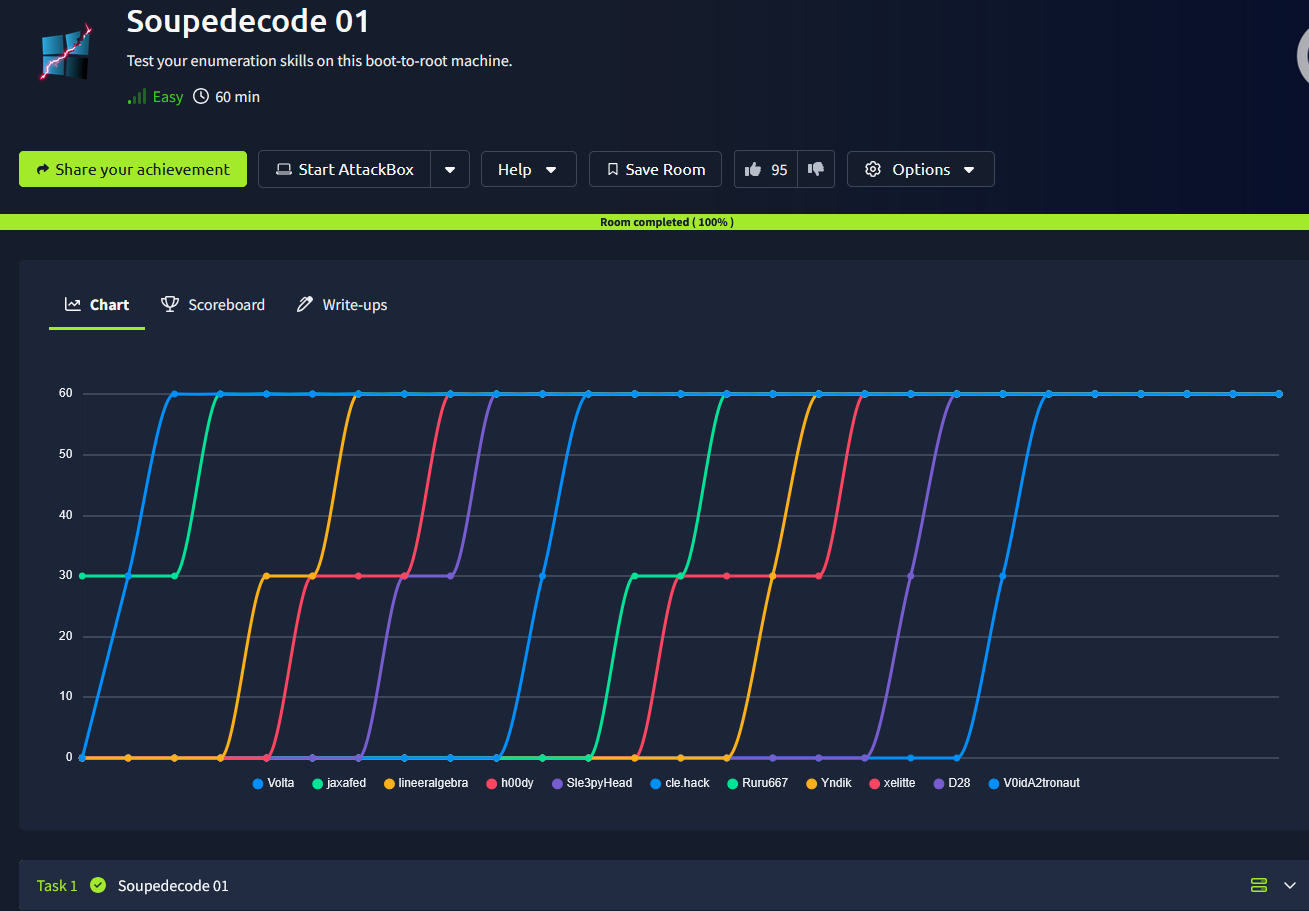 Soupedecode 01
Test your enumeration skills on this boot-to-root machine.
Easy 60 min
Share your achievement Start AttackBox Help Save Room 95 Options
Room completed ( 100% )
Chart Scoreboard Write-ups
60
50
40
30
20
10
0
Volta jaxafed lineeralgebra h00dy Sle3pyHead cle.hack Ruru667 Yndik xelitte D28 V0idA2tronaut
Task 1 Soupedecode 01